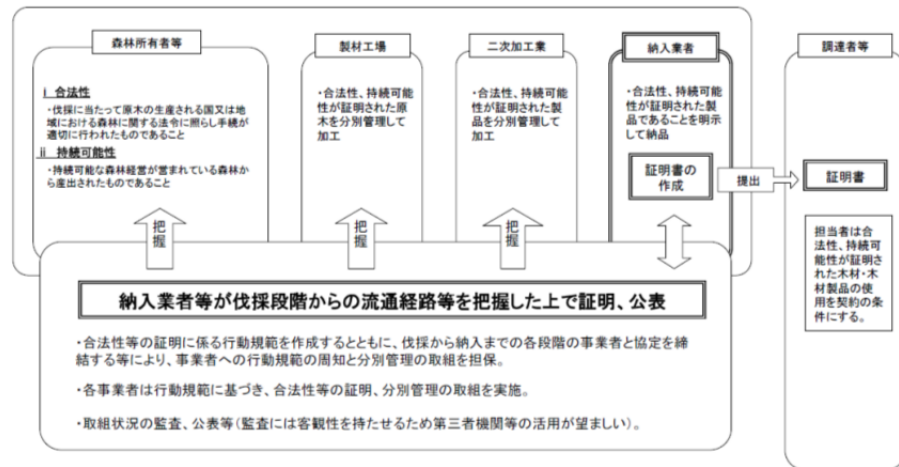 森林所有者等
ⅰ 合法性
・伐採に当たって原木の生産される国又は地
域における森林に関する法令に照らし手続が
適切に行われたものであること
ⅱ 持続可能性
・持続可能な森林経営が営まれている森林か
ら産出されたものであること
製材工場
・合法性、持続可能
性が証明された原
木を分別管理して
加工
二次加工業
・合法性、持続可能
性が証明された製
品を分別管理して
加工
納入業者
・合法性、持続可能
性が証明された製
品であることを明示
して納品
証明書の
作成
提出
調達者等
証明書
担当者は合
法性、持続可
能性が証明さ
れた木材・木
材製品の使
用を契約の条
件にする。
把握
把握
把握
納入業者等が伐採段階からの流通経路等を把握した上で証明、公表
・合法性等の証明に係る行動規範を作成するとともに、伐採から納入までの各段階の事業者と協定を締
結する等により、事業者への行動規範の周知と分別管理の取組を担保。
・各事業者は行動規範に基づき、合法性等の証明、分別管理の取組を実施。
・取組状況の監査、公表等(監査には客観性を持たせるため第三者機関等の活用が望ましい)。